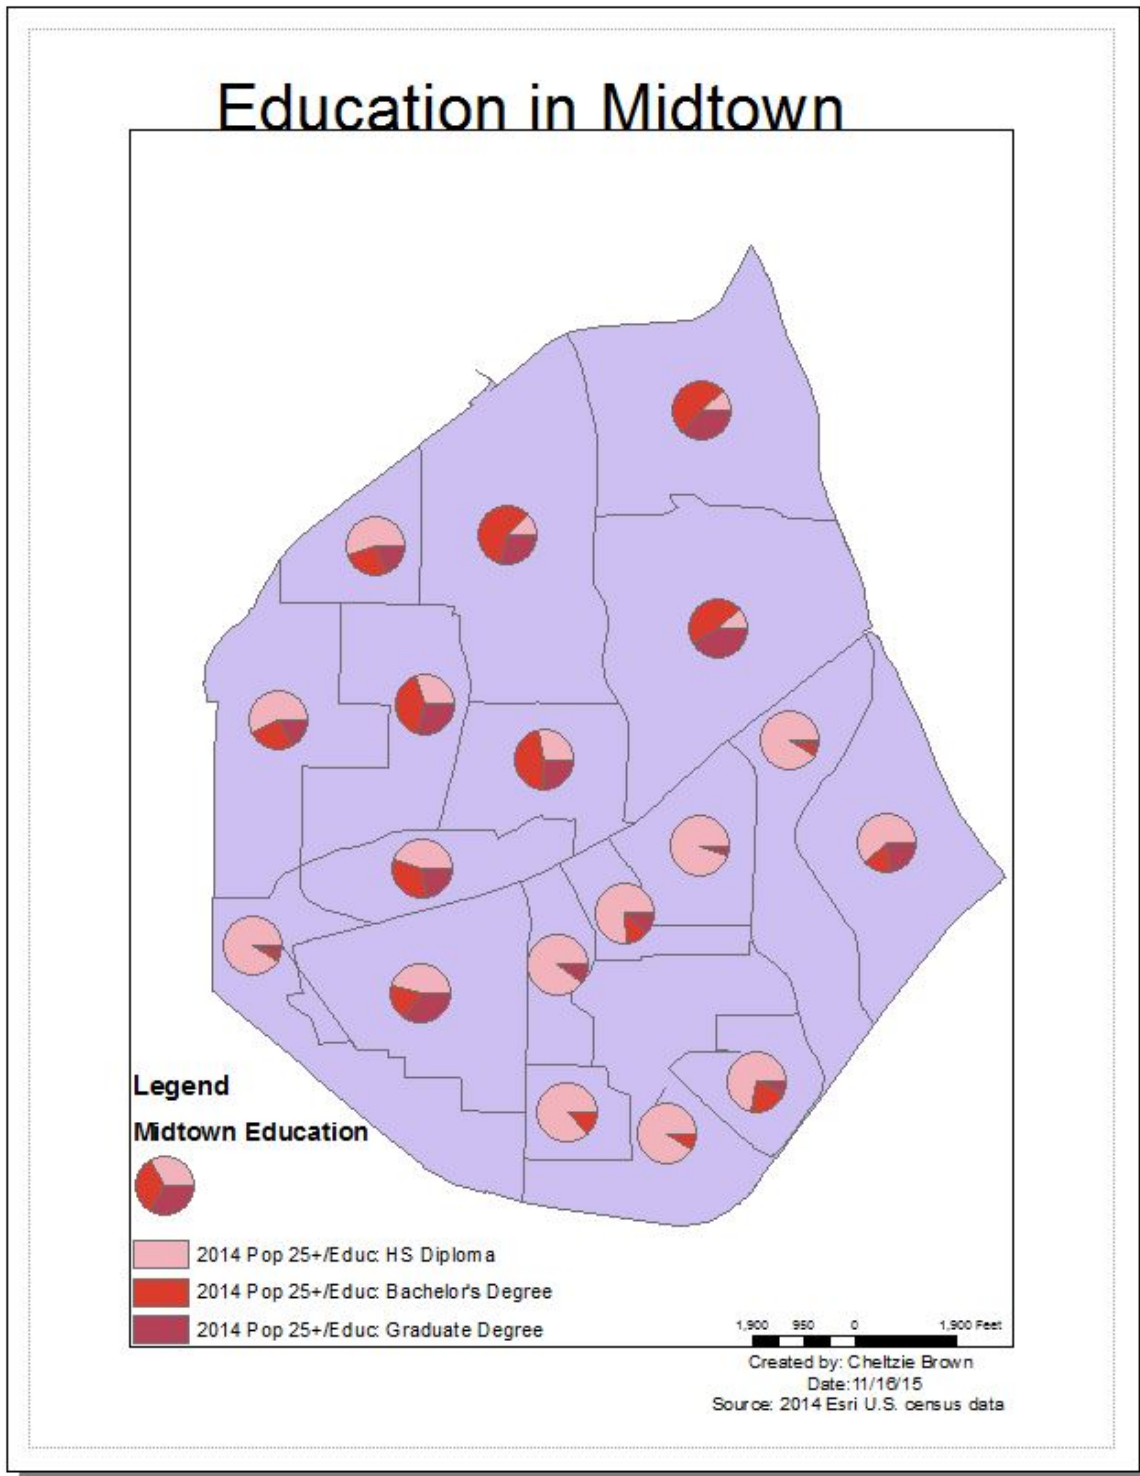 Education in Midtown
Legend
Midtown Education
2014 Pop 25+/Educ: HS Diploma
2014 Pop 25+/Educ: Bachelor's Degree
2014 Pop 25+/Educ: Graduate Degree
1,900 950 0 1,900 Feet
Created by: Cheltzie Brown
Date:11/16/15
Source: 2014 Esri U.S. census data